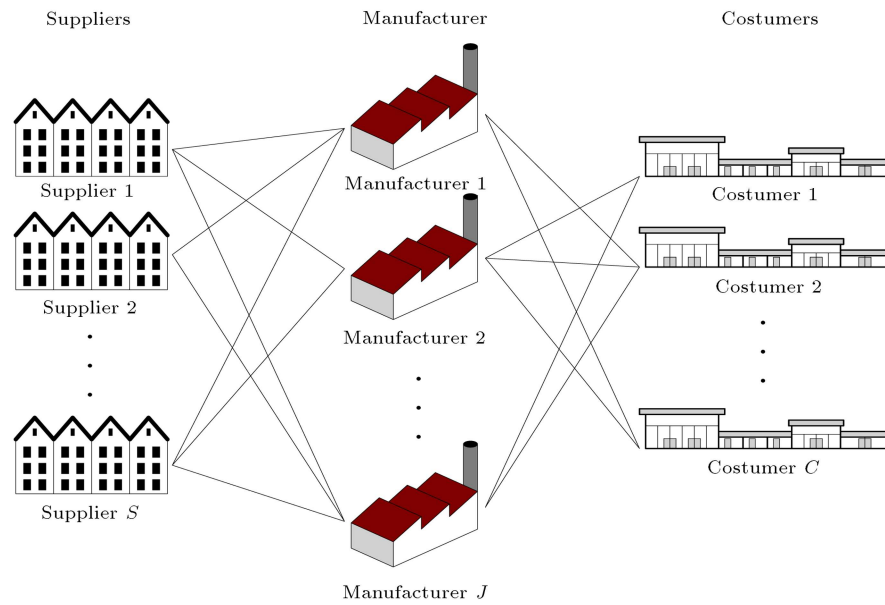 Suppliers
Manufacturer
Costumers
Supplier 1
Manufacturer 1
Costumer 1
Supplier 2
Manufacturer 2
Costumer 2
Supplier S
Manufacturer J
Costumer C